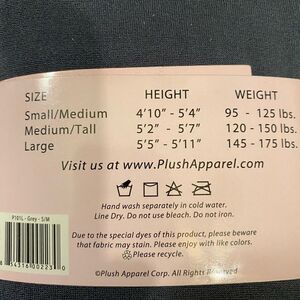 SIZE HEIGHT WEIGHT
Small/Medium 4'10" - 5'4" 95 - 125 lbs.
Medium/Tall 5'2" - 5'7" 120 - 150 lbs.
Large 5'5" - 5'11" 145 - 175 lbs.
Visit us at www.PlushApparel.com
Hand wash separately in cold water.
Line Dry. Do not use bleach. Do not iron.
Due to the special dyes of this product, please beware
that fabric may stain. Please enjoy with like colors.
Please recycle.
©Plush Apparel Corp. All Rights Reserved
P101L - Grey - S/M